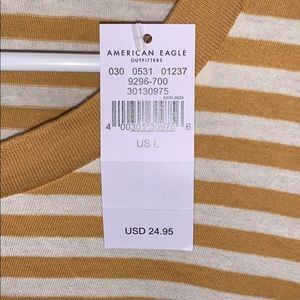 AMERICAN EAGLE
OUTFITTERS
030 0531 01237
9296-700
30130975
US L
USD 24.95